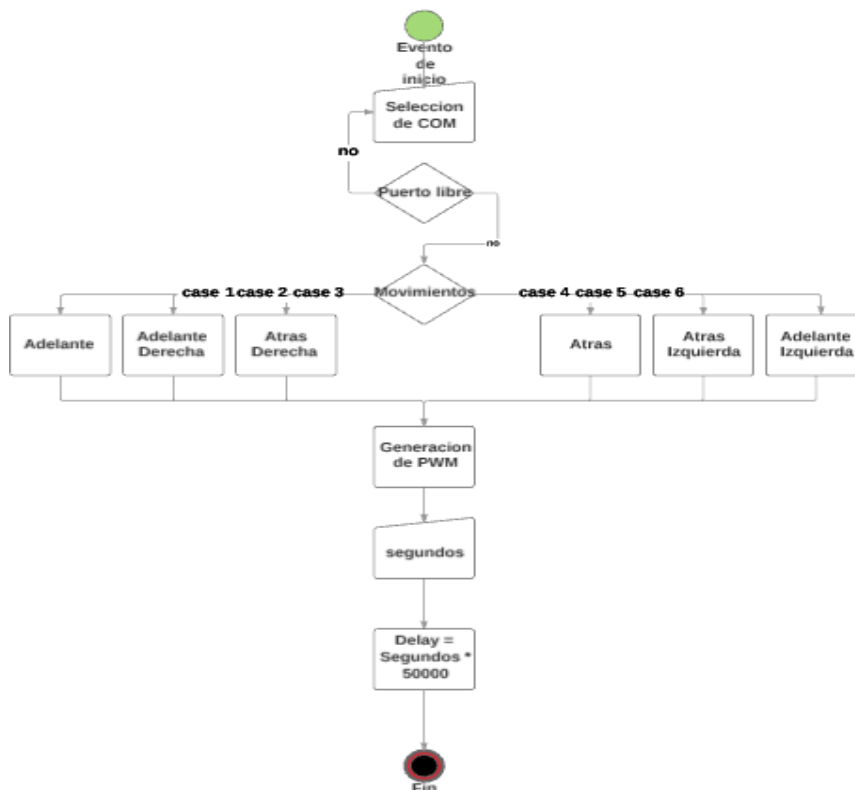 Evento
de
inicio
Seleccion
de COM
no
Puerto libre
no
Movimientos
case 1 case 2 case 3
case 4 case 5 case 6
Adelante
Adelante
Derecha
Atras
Derecha
Atras
Atras
Izquierda
Adelante
Izquierda
Generacion
de PWM
segundos
Delay =
Segundos *
50000
Fin